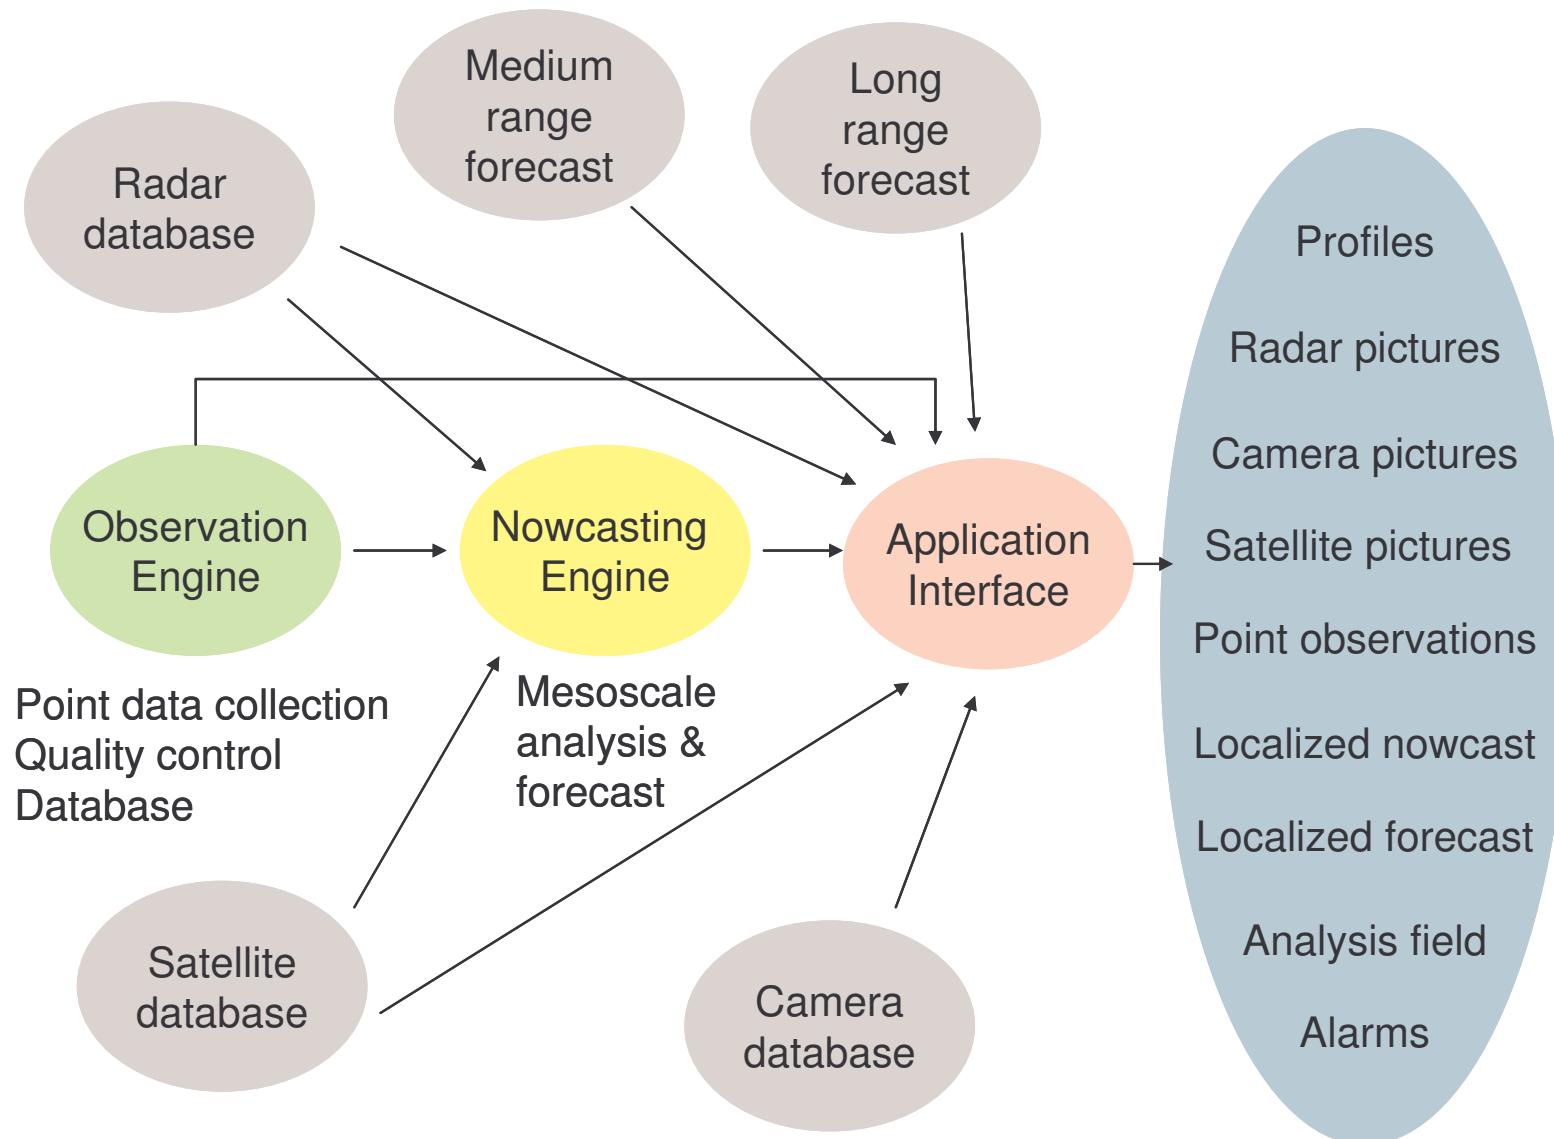 Medium
range
forecast
Long
range
forecast
Radar
database
Profiles
Radar pictures
Camera pictures
Satellite pictures
Point observations
Localized nowcast
Localized forecast
Analysis field
Alarms
Observation
Engine
Nowcasting
Engine
Application
Interface
Point data collection
Quality control
Database
Mesoscale
analysis &
forecast
Satellite
database
Camera
database